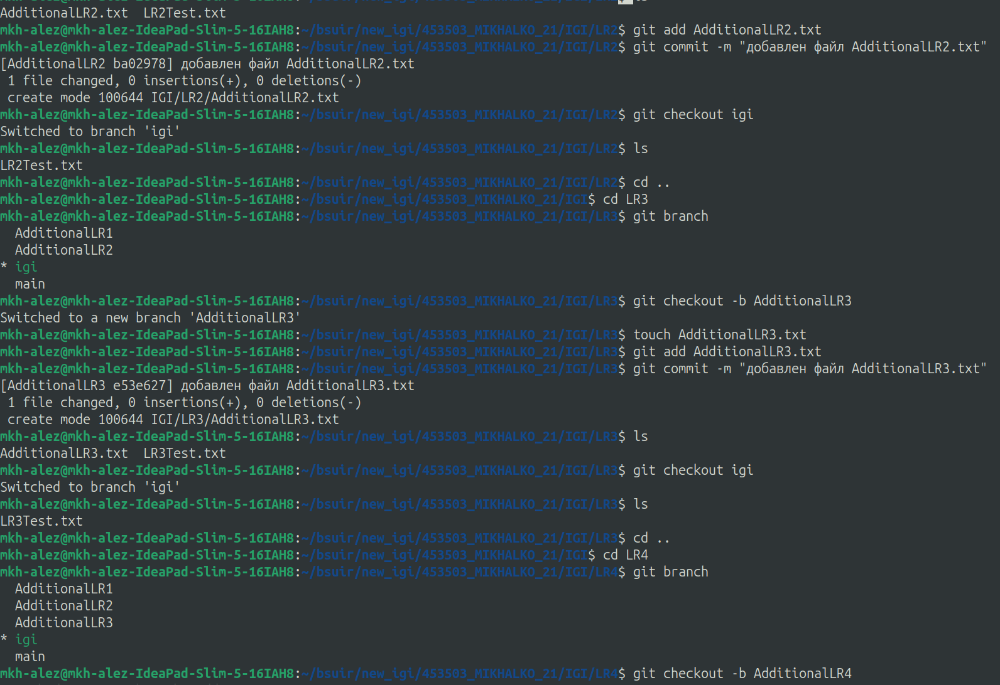 AdditionalLR2.txt  LR2Test.txt
mkh-alez@mkh-alez-IdeaPad-Slim-5-16IAH8:~/bsuir/new_igi/453503_MIKHALKO_21/IGI/LR2$ git add AdditionalLR2.txt
mkh-alez@mkh-alez-IdeaPad-Slim-5-16IAH8:~/bsuir/new_igi/453503_MIKHALKO_21/IGI/LR2$ git commit -m "добавлен файл AdditionalLR2.txt"
[AdditionalLR2 ba02978] добавлен файл AdditionalLR2.txt
 1 file changed, 0 insertions(+), 0 deletions(-)
 create mode 100644 IGI/LR2/AdditionalLR2.txt
mkh-alez@mkh-alez-IdeaPad-Slim-5-16IAH8:~/bsuir/new_igi/453503_MIKHALKO_21/IGI/LR2$ git checkout igi
Switched to branch 'igi'
mkh-alez@mkh-alez-IdeaPad-Slim-5-16IAH8:~/bsuir/new_igi/453503_MIKHALKO_21/IGI/LR2$ ls
LR2Test.txt
mkh-alez@mkh-alez-IdeaPad-Slim-5-16IAH8:~/bsuir/new_igi/453503_MIKHALKO_21/IGI/LR2$ cd ..
mkh-alez@mkh-alez-IdeaPad-Slim-5-16IAH8:~/bsuir/new_igi/453503_MIKHALKO_21/IGI$ cd LR3
mkh-alez@mkh-alez-IdeaPad-Slim-5-16IAH8:~/bsuir/new_igi/453503_MIKHALKO_21/IGI/LR3$ git branch
  AdditionalLR1
  AdditionalLR2
* igi
  main
mkh-alez@mkh-alez-IdeaPad-Slim-5-16IAH8:~/bsuir/new_igi/453503_MIKHALKO_21/IGI/LR3$ git checkout -b AdditionalLR3
Switched to a new branch 'AdditionalLR3'
mkh-alez@mkh-alez-IdeaPad-Slim-5-16IAH8:~/bsuir/new_igi/453503_MIKHALKO_21/IGI/LR3$ touch AdditionalLR3.txt
mkh-alez@mkh-alez-IdeaPad-Slim-5-16IAH8:~/bsuir/new_igi/453503_MIKHALKO_21/IGI/LR3$ git add AdditionalLR3.txt
mkh-alez@mkh-alez-IdeaPad-Slim-5-16IAH8:~/bsuir/new_igi/453503_MIKHALKO_21/IGI/LR3$ git commit -m "добавлен файл AdditionalLR3.txt"
[AdditionalLR3 e53e627] добавлен файл AdditionalLR3.txt
 1 file changed, 0 insertions(+), 0 deletions(-)
 create mode 100644 IGI/LR3/AdditionalLR3.txt
mkh-alez@mkh-alez-IdeaPad-Slim-5-16IAH8:~/bsuir/new_igi/453503_MIKHALKO_21/IGI/LR3$ ls
AdditionalLR3.txt  LR3Test.txt
mkh-alez@mkh-alez-IdeaPad-Slim-5-16IAH8:~/bsuir/new_igi/453503_MIKHALKO_21/IGI/LR3$ git checkout igi
Switched to branch 'igi'
mkh-alez@mkh-alez-IdeaPad-Slim-5-16IAH8:~/bsuir/new_igi/453503_MIKHALKO_21/IGI/LR3$ ls
LR3Test.txt
mkh-alez@mkh-alez-IdeaPad-Slim-5-16IAH8:~/bsuir/new_igi/453503_MIKHALKO_21/IGI/LR3$ cd ..
mkh-alez@mkh-alez-IdeaPad-Slim-5-16IAH8:~/bsuir/new_igi/453503_MIKHALKO_21/IGI$ cd LR4
mkh-alez@mkh-alez-IdeaPad-Slim-5-16IAH8:~/bsuir/new_igi/453503_MIKHALKO_21/IGI/LR4$ git branch
  AdditionalLR1
  AdditionalLR2
  AdditionalLR3
* igi
  main
mkh-alez@mkh-alez-IdeaPad-Slim-5-16IAH8:~/bsuir/new_igi/453503_MIKHALKO_21/IGI/LR4$ git checkout -b AdditionalLR4